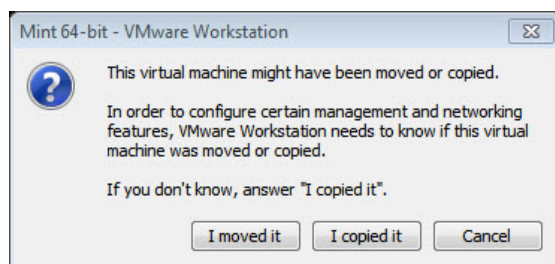 Mint 64-bit - VMware Workstation
This virtual machine might have been moved or copied.
In order to configure certain management and networking
features, VMware Workstation needs to know if this virtual
machine was moved or copied.
If you don't know, answer "I copied it".
I moved it
I copied it
Cancel